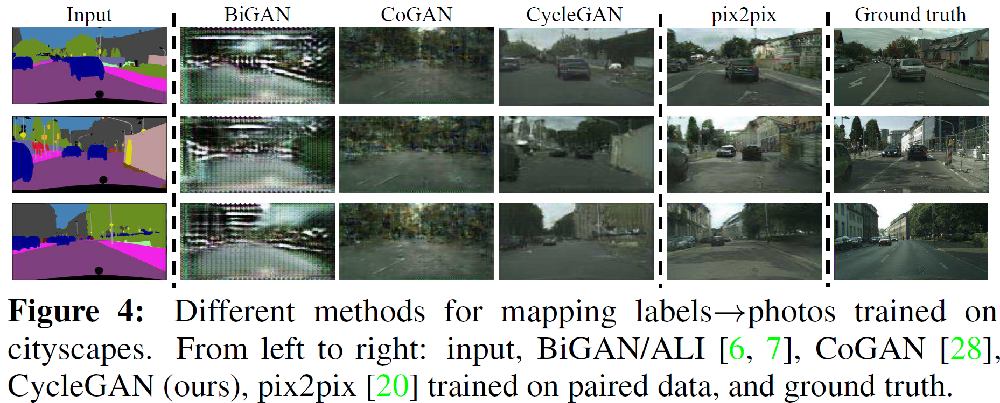 Input BiGAN CoGAN CycleGAN pix2pix Ground truth
Figure 4: Different methods for mapping labels→photos trained on
cityscapes. From left to right: input, BiGAN/ALI [6, 7], CoGAN [28],
CycleGAN (ours), pix2pix [20] trained on paired data, and ground truth.